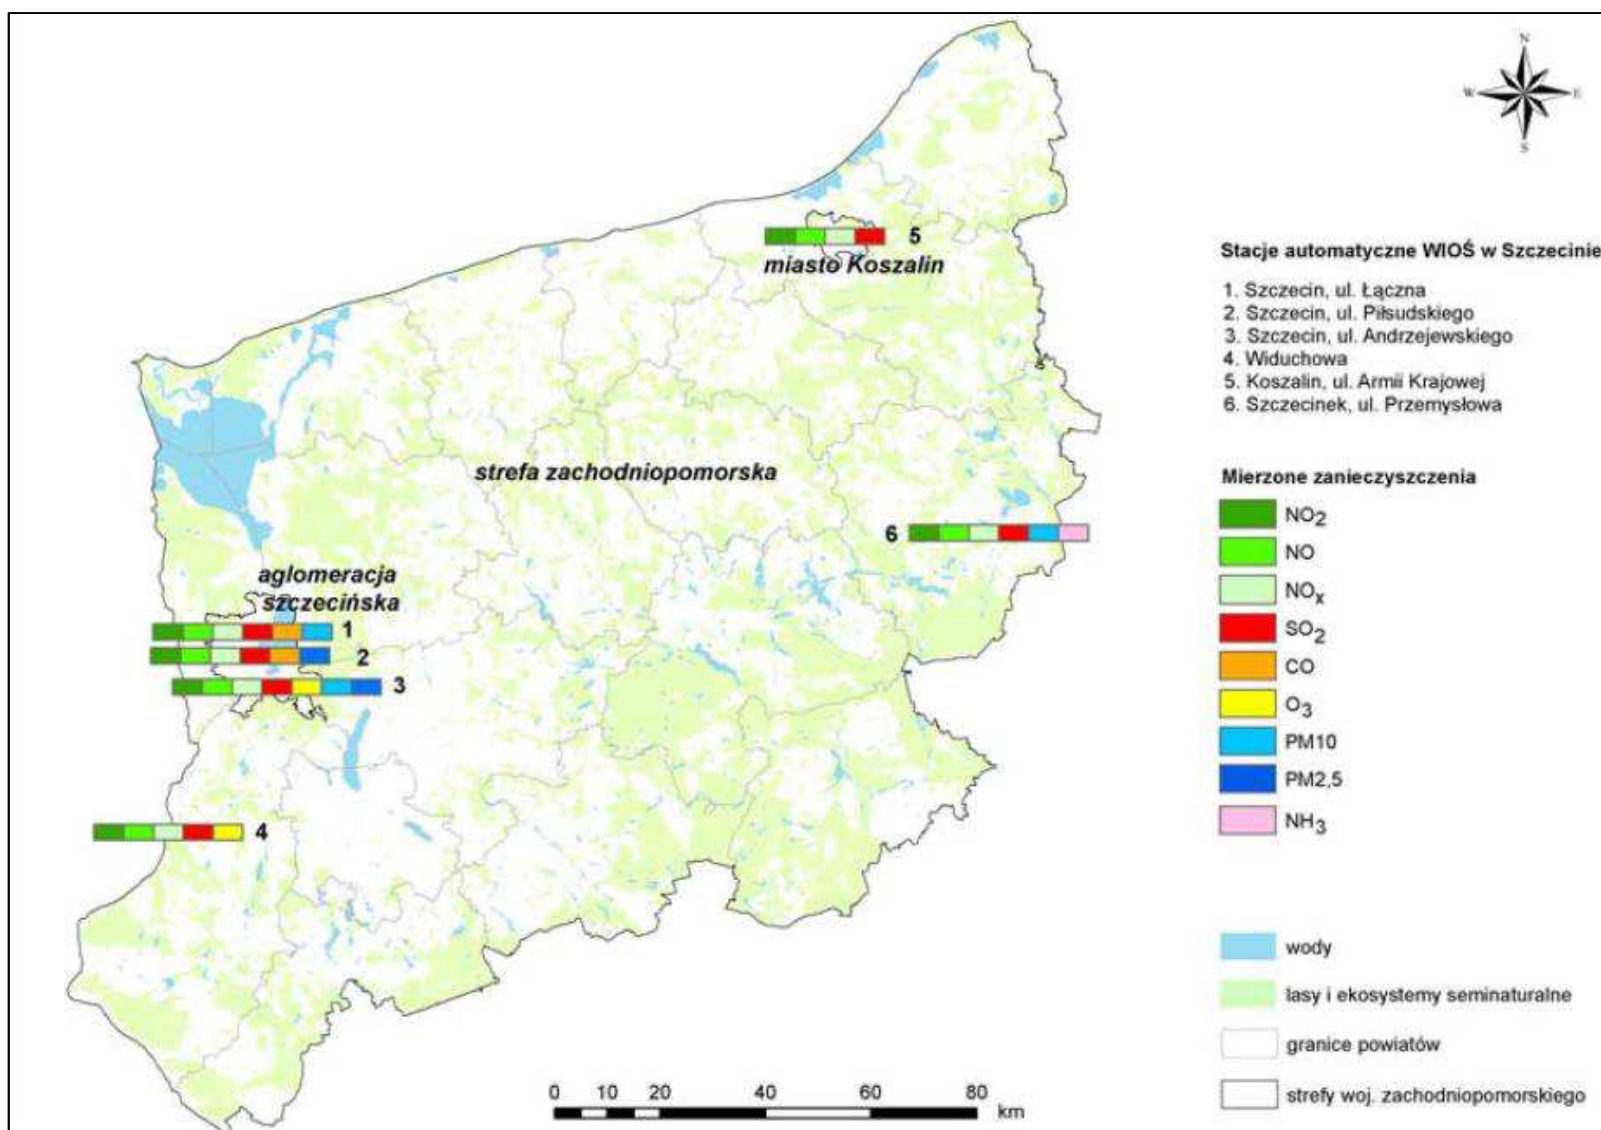 N
W E
S
5
miasto Koszalin
strefa zachodniopomorska
6
aglomeracja
szczecińska
1
2
3
4
Stacje automatyczne WIOŚ w Szczecinie
1. Szczecin, ul. Łączna
2. Szczecin, ul. Piłsudskiego
3. Szczecin, ul. Andrzejewskiego
4. Widuchowa
5. Koszalin, ul. Armii Krajowej
6. Szczecinek, ul. Przemysłowa
Mierzone zanieczyszczenia
NO2
NO
NOx
SO2
CO
O3
PM10
PM2,5
NH3
wody
lasy i ekosystemy seminaturalne
granice powiatów
strefy woj. zachodniopomorskiego
0 10 20 40 60 80
km